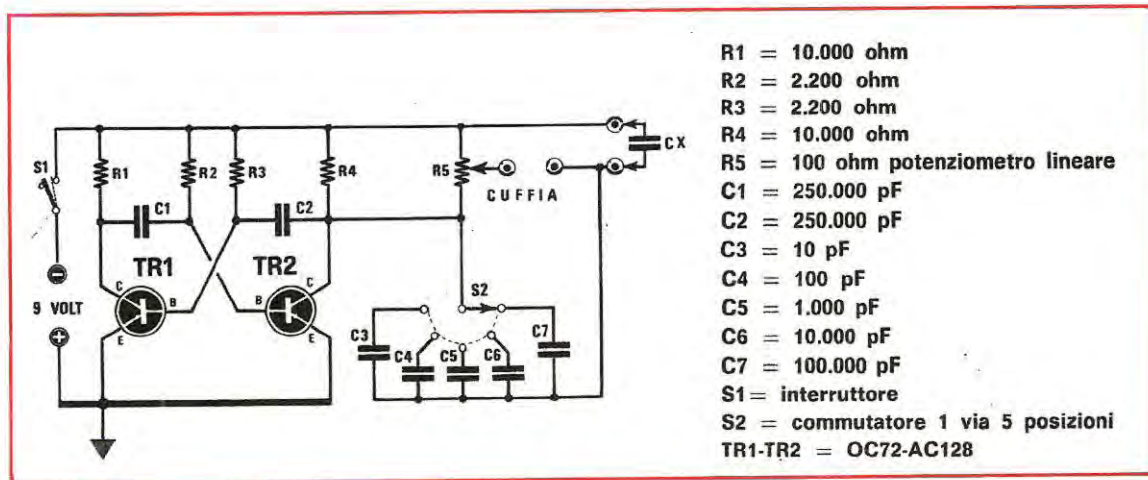 S1
R1
R2
R3
R4
R5
CUFFIA
CX
C1
C2
TR1
TR2
C
B
E
B
C
E
9 VOLT
S2
C3
C4
C5
C6
C7
R1 = 10.000 ohm
R2 = 2.200 ohm
R3 = 2.200 ohm
R4 = 10.000 ohm
R5 = 100 ohm potenziometro lineare
C1 = 250.000 pF
C2 = 250.000 pF
C3 = 10 pF
C4 = 100 pF
C5 = 1.000 pF
C6 = 10.000 pF
C7 = 100.000 pF
S1 = interruttore
S2 = commutatore 1 via 5 posizioni
TR1-TR2 = OC72-AC128